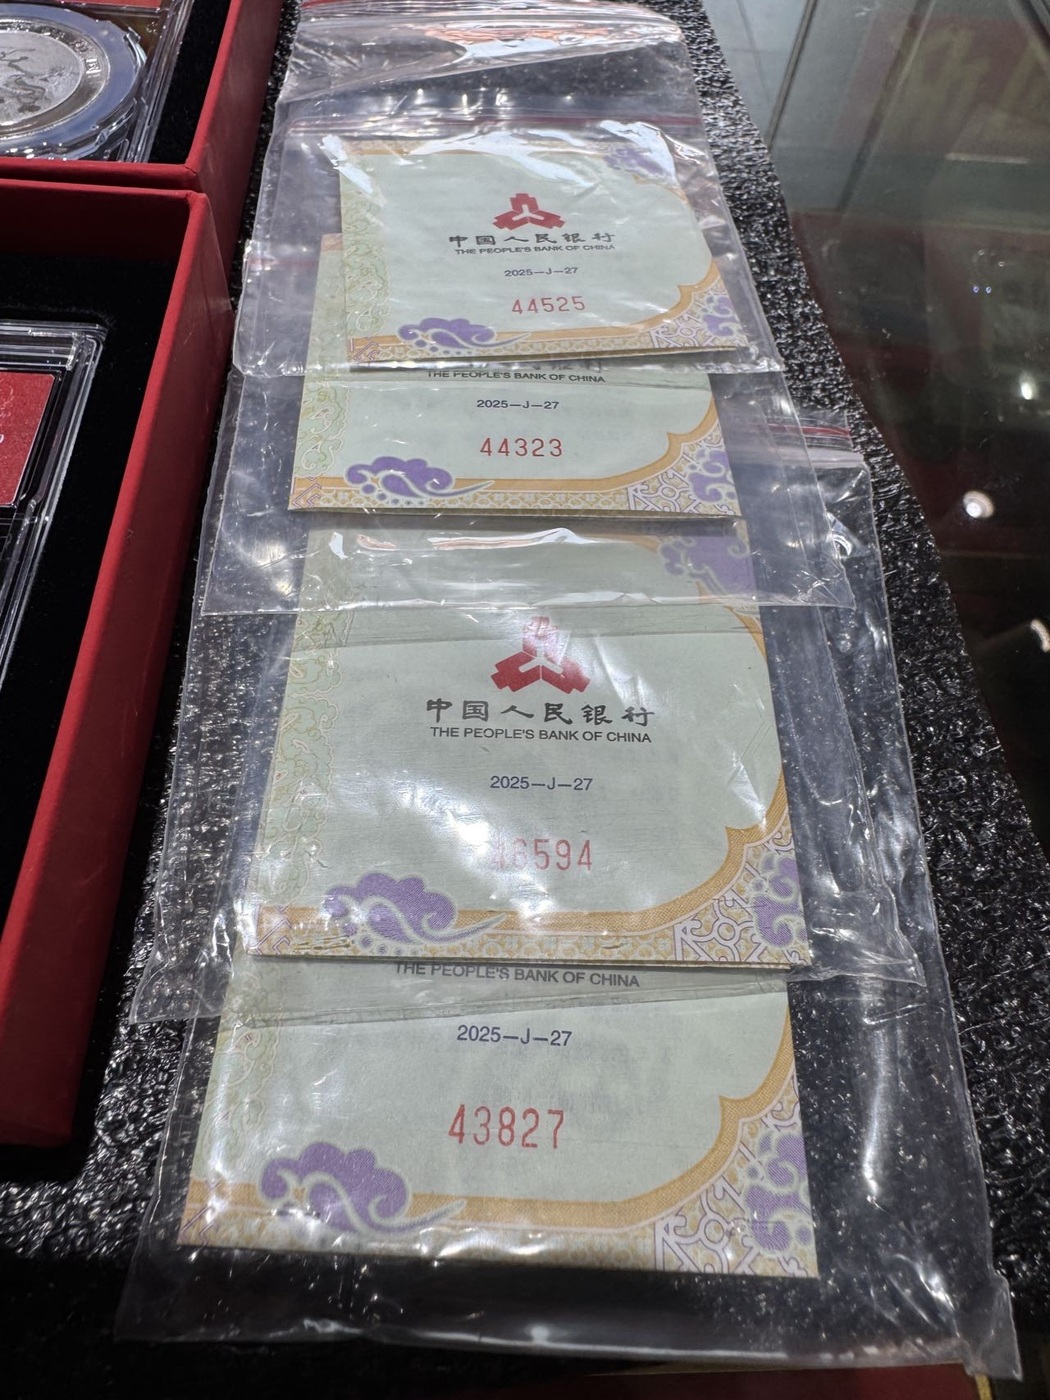 中国人民银行
THE PEOPLE'S BANK OF CHINA
2025—J—27
44525
THE PEOPLE'S BANK OF CHINA
2025—J—27
44323
中国人民银行
THE PEOPLE'S BANK OF CHINA
2025—J—27
46594
THE PEOPLE'S BANK OF CHINA
2025—J—27
43827